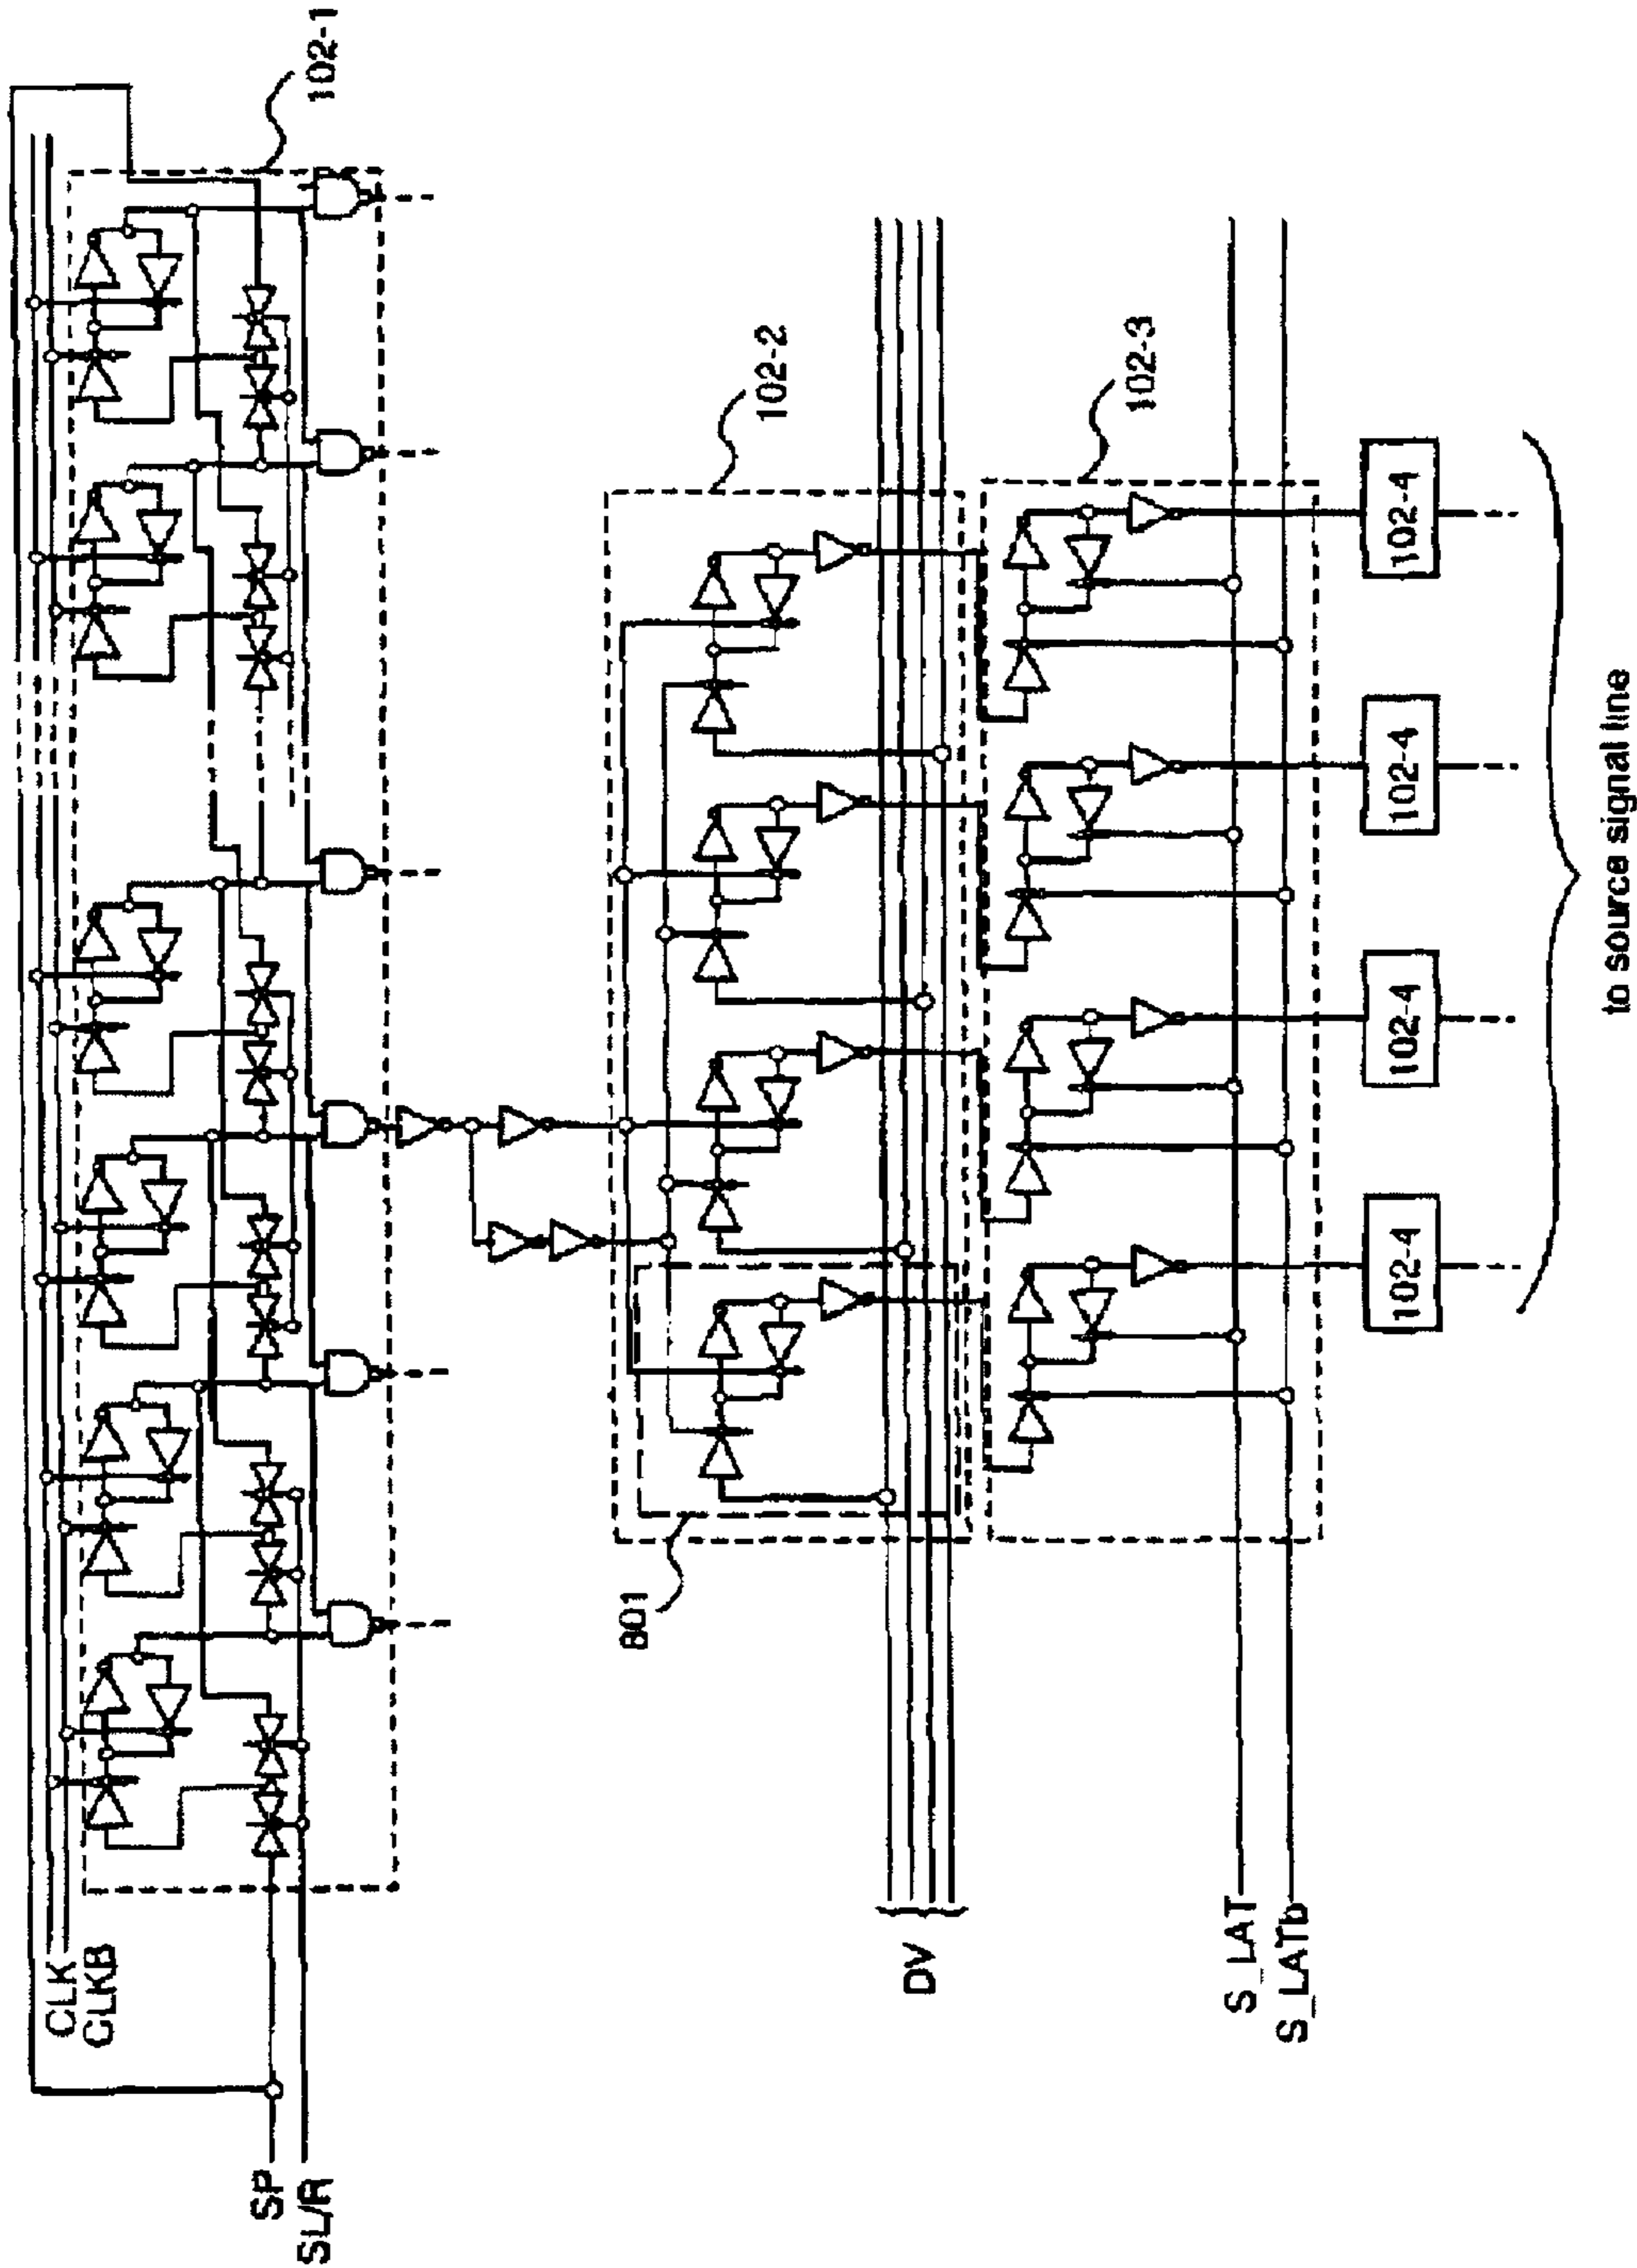 102-1
CLK
CLKB
SP
SL/R
102-2
801
DV
102-3
S_LAT
S_LATb
102-4
102-4
102-4
102-4
to source signal line